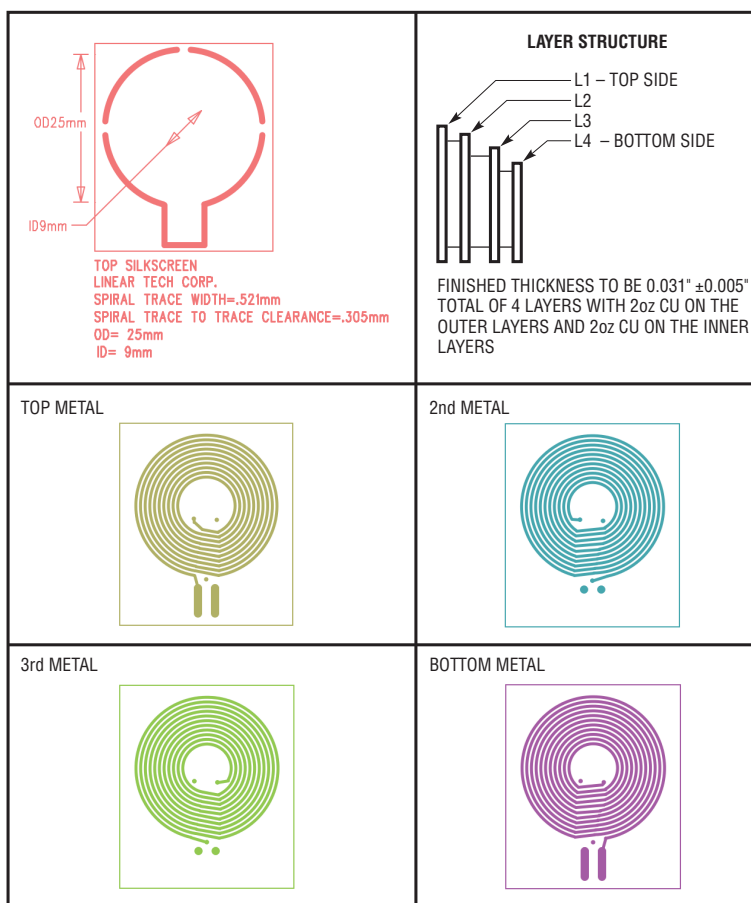 OD25mm
ID9mm
TOP SILKSCREEN
LINEAR TECH CORP.
SPIRAL TRACE WIDTH=.521mm
SPIRAL TRACE TO TRACE CLEARANCE=.305mm
OD= 25mm
ID= 9mm
LAYER STRUCTURE
L1 – TOP SIDE
L2
L3
L4 – BOTTOM SIDE
FINISHED THICKNESS TO BE 0.031" ±0.005"
TOTAL OF 4 LAYERS WITH 2oz CU ON THE
OUTER LAYERS AND 2oz CU ON THE INNER
LAYERS
TOP METAL
2nd METAL
3rd METAL
BOTTOM METAL